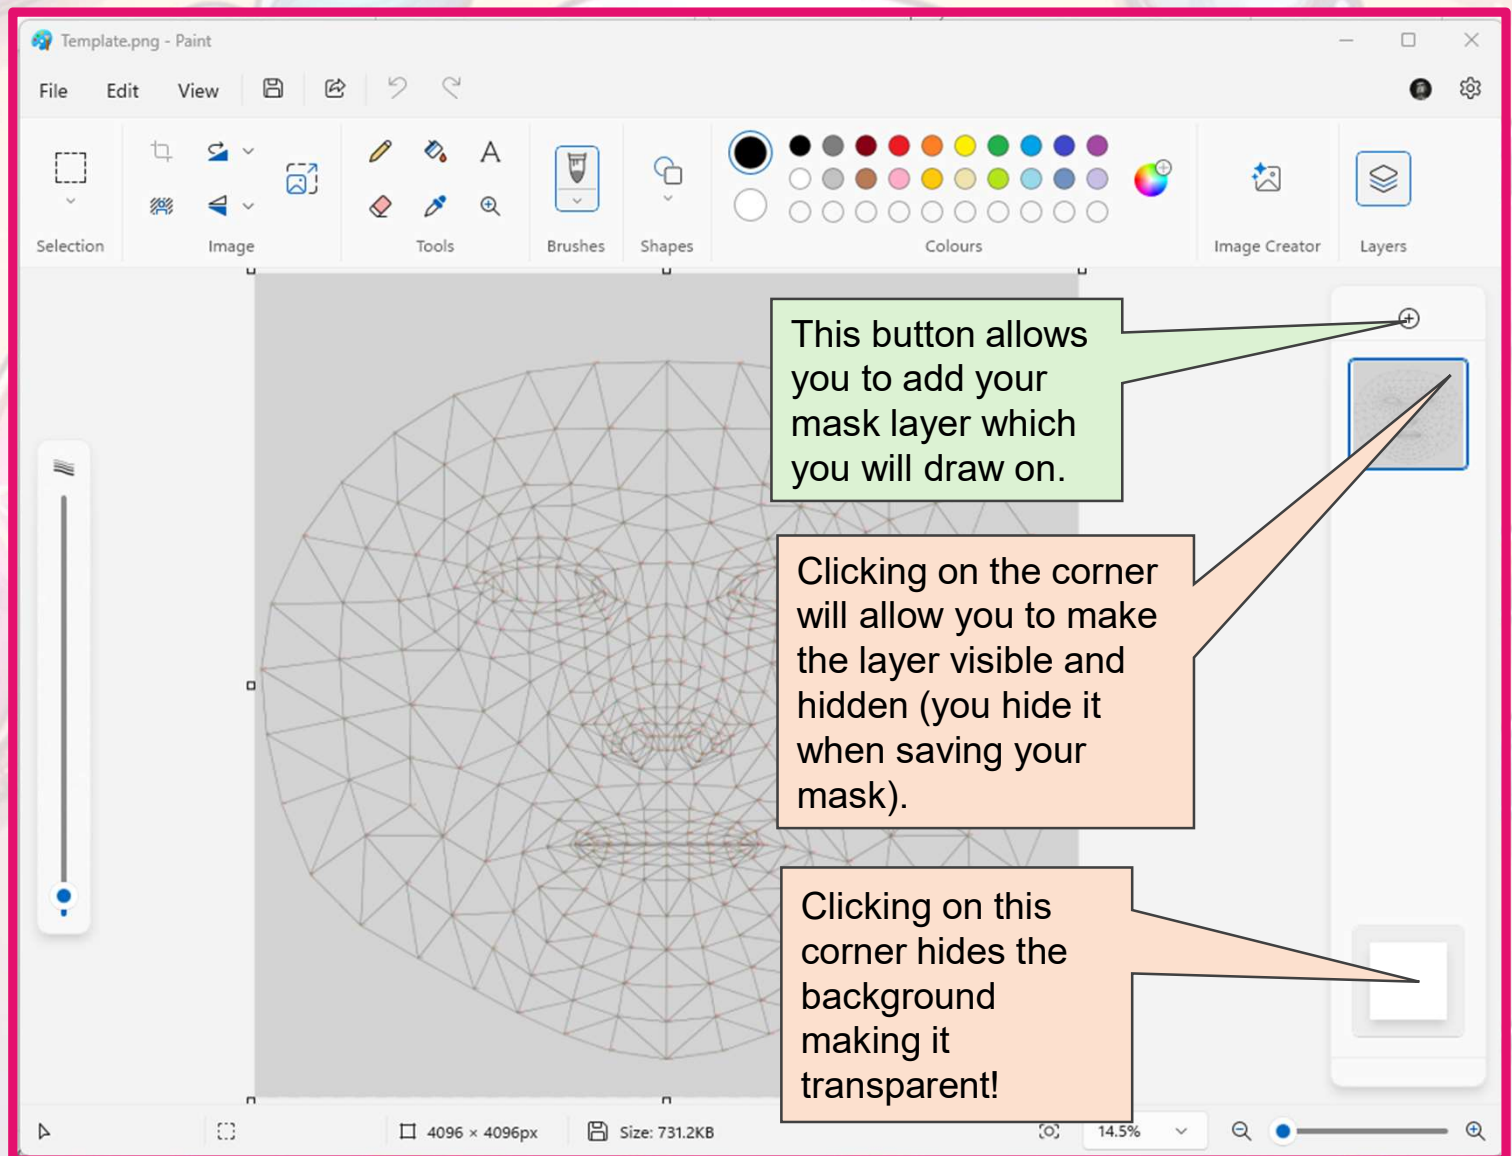 Template.png - Paint
File Edit View
A
Selection Image Tools Brushes Shapes Colours Image Creator Layers
This button allows
you to add your
mask layer which
you will draw on.
Clicking on the corner
will allow you to make
the layer visible and
hidden (you hide it
when saving your
mask).
Clicking on this
corner hides the
background
making it
transparent!
4096 × 4096px Size: 731.2KB 14.5%